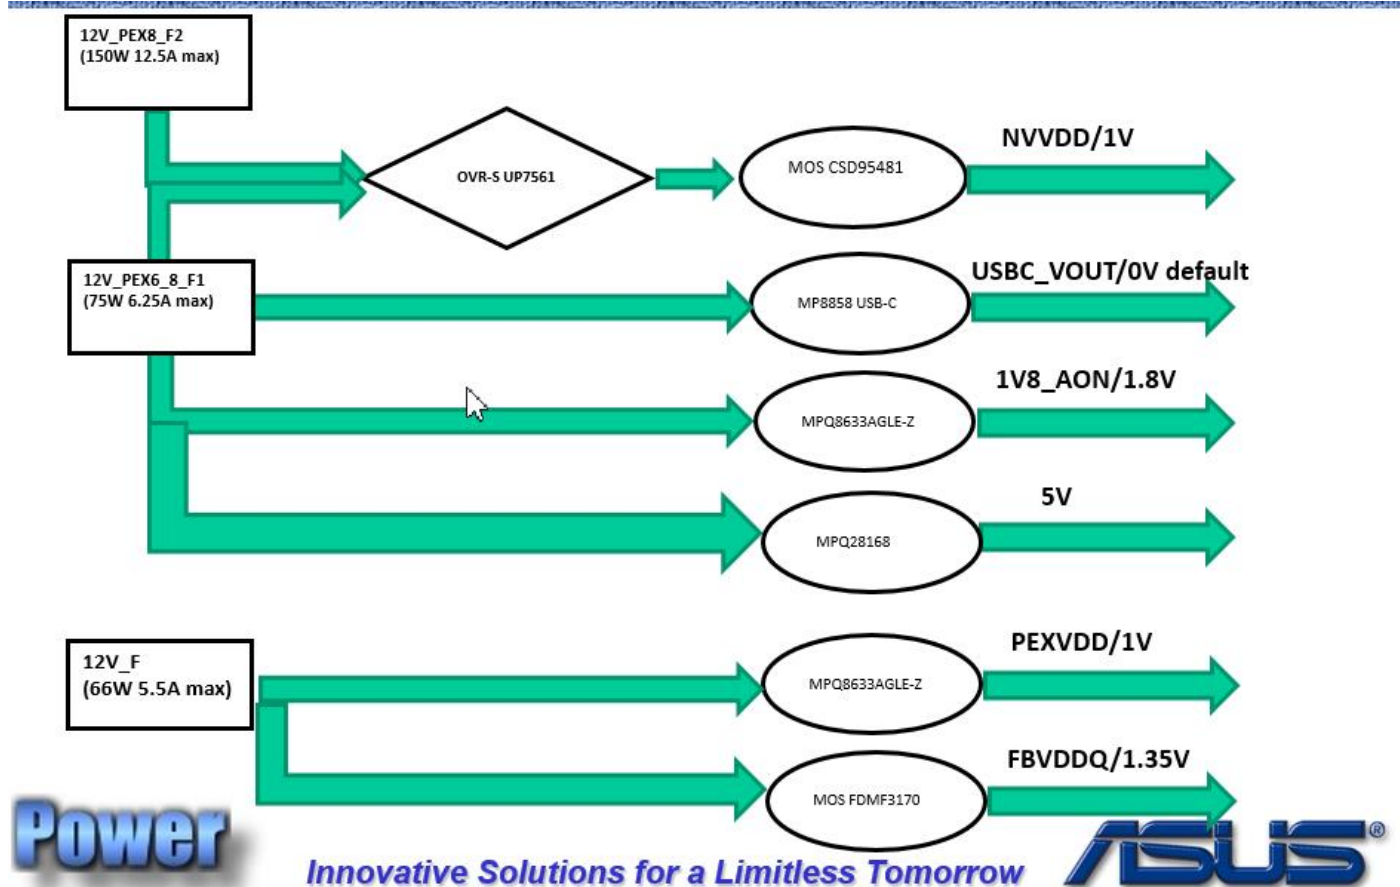 12V_PEX8_F2
(150W 12.5A max)
NVVDD/1V
OVR-S UP7561
MOS CSD95481
12V_PEX6_8_F1
(75W 6.25A max)
USBC_VOUT/0V default
MP8858 USB-C
1V8_AON/1.8V
MPQ8633AGLE-Z
5V
MPQ28168
12V_F
(66W 5.5A max)
PEXVDD/1V
MPQ8633AGLE-Z
FBVDDQ/1.35V
MOS FDMF3170
Power
Innovative Solutions for a Limitless Tomorrow
ASUS®